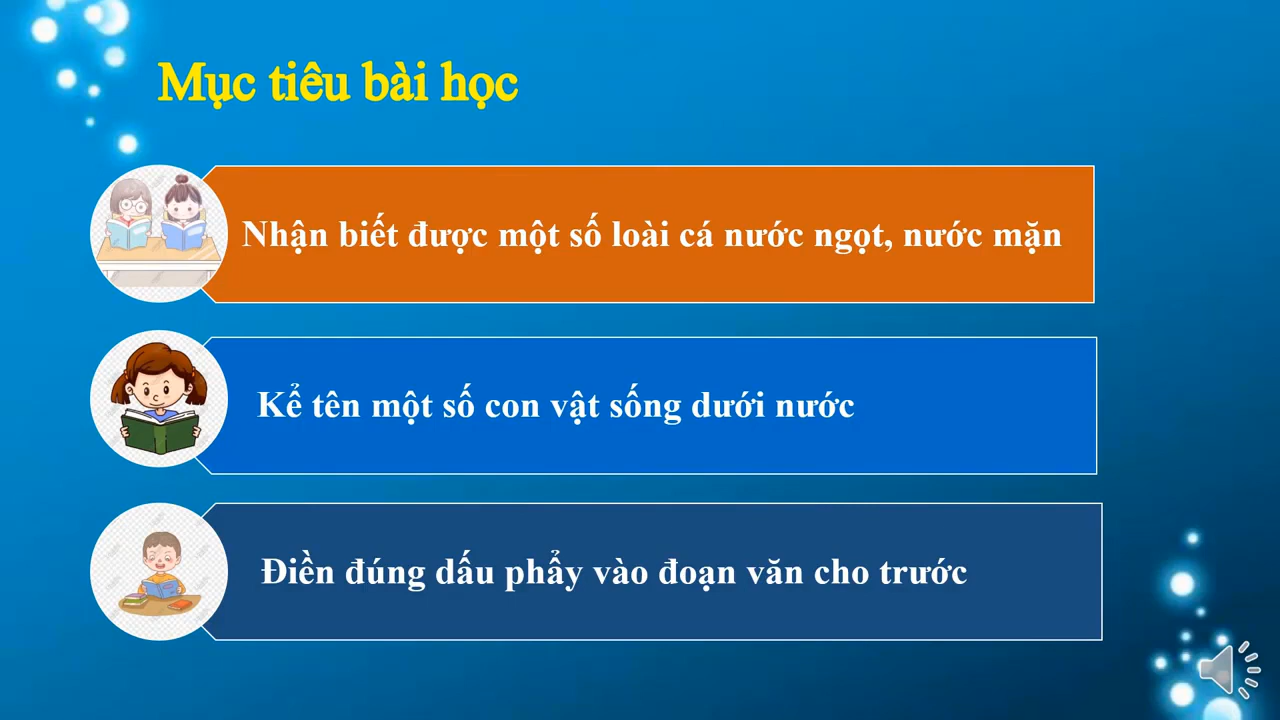 Mục tiêu bài học
Nhận biết được một số loài cá nước ngọt, nước mặn
Kể tên một số con vật sống dưới nước
Điền đúng dấu phẩy vào đoạn văn cho trước